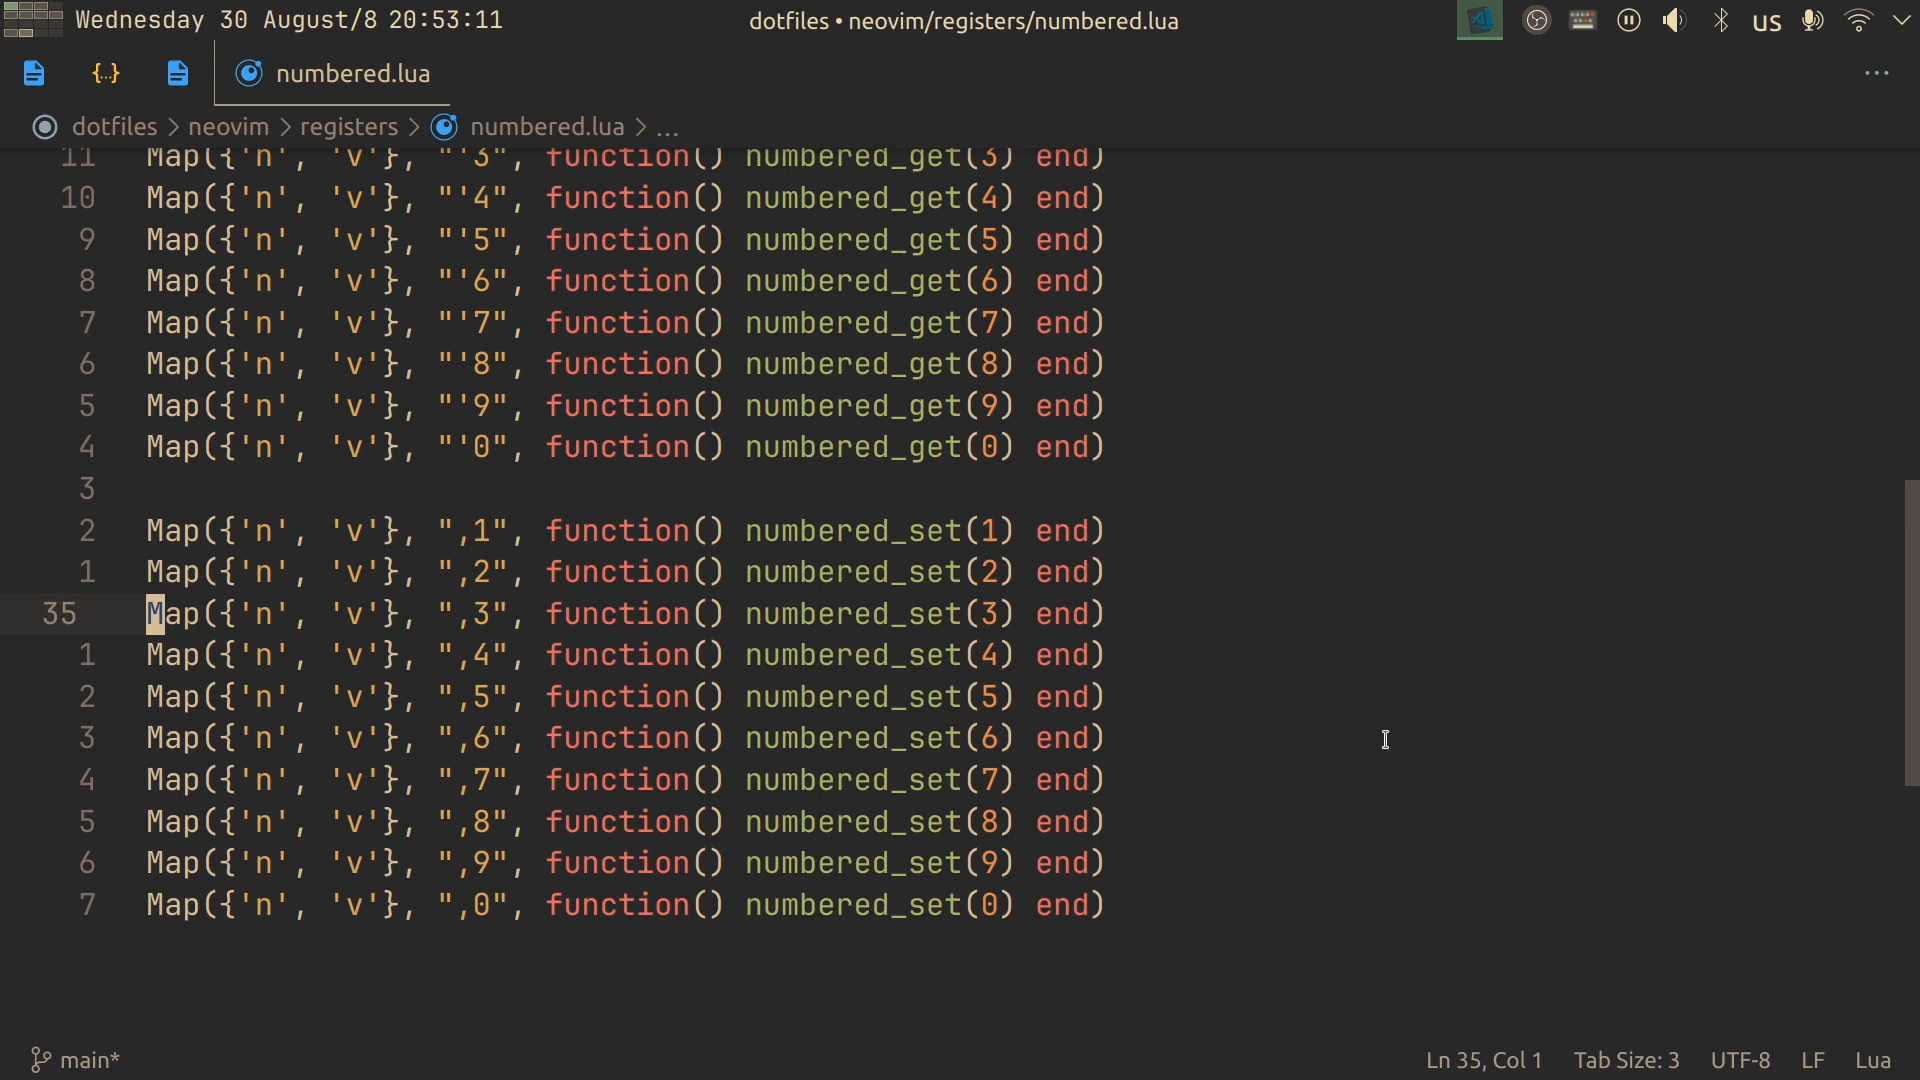 Wednesday 30 August/8 20:53:11
dotfiles • neovim/registers/numbered.lua
us
{..}
numbered.lua
...
dotfiles > neovim > registers > numbered.lua > ...
11 Map({'n', 'v'}, "'3", function() numbered_get(3) end)
10 Map({'n', 'v'}, "'4", function() numbered_get(4) end)
9 Map({'n', 'v'}, "'5", function() numbered_get(5) end)
8 Map({'n', 'v'}, "'6", function() numbered_get(6) end)
7 Map({'n', 'v'}, "'7", function() numbered_get(7) end)
6 Map({'n', 'v'}, "'8", function() numbered_get(8) end)
5 Map({'n', 'v'}, "'9", function() numbered_get(9) end)
4 Map({'n', 'v'}, "'0", function() numbered_get(0) end)
3
2 Map({'n', 'v'}, ",1", function() numbered_set(1) end)
1 Map({'n', 'v'}, ",2", function() numbered_set(2) end)
35 Map({'n', 'v'}, ",3", function() numbered_set(3) end)
1 Map({'n', 'v'}, ",4", function() numbered_set(4) end)
2 Map({'n', 'v'}, ",5", function() numbered_set(5) end)
3 Map({'n', 'v'}, ",6", function() numbered_set(6) end)
4 Map({'n', 'v'}, ",7", function() numbered_set(7) end)
5 Map({'n', 'v'}, ",8", function() numbered_set(8) end)
6 Map({'n', 'v'}, ",9", function() numbered_set(9) end)
7 Map({'n', 'v'}, ",0", function() numbered_set(0) end)
main*
Ln 35, Col 1
Tab Size: 3
UTF-8
LF
Lua